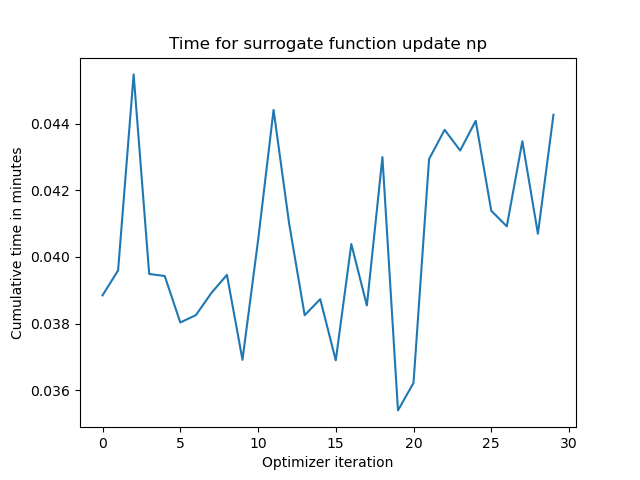 Time for surrogate function update np
Cumulative time in minutes
0.044
0.042
0.040
0.038
0.036
0 5 10 15 20 25 30
Optimizer iteration